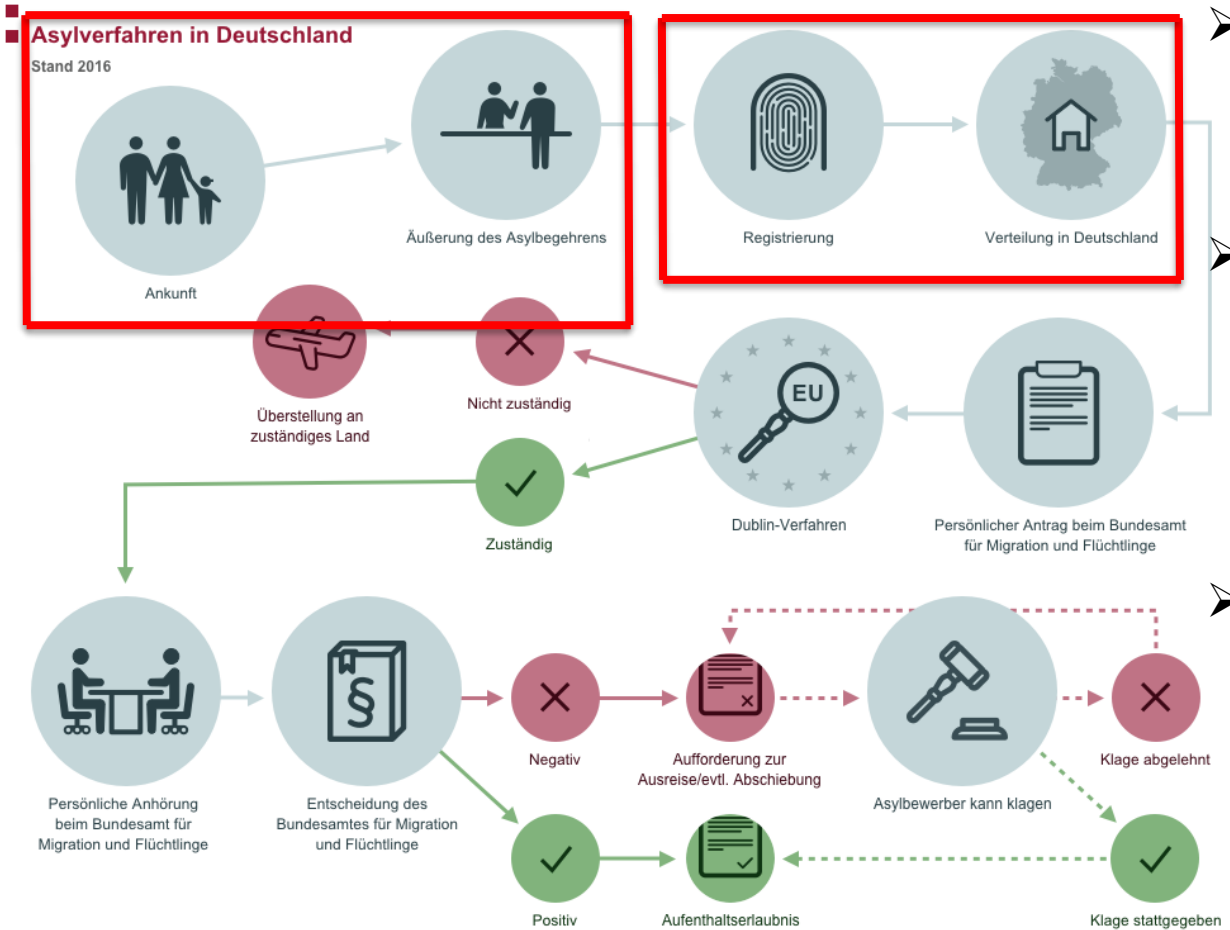 Asylverfahren in Deutschland
Stand 2016
Ankunft
Äußerung des Asylbegehrens
Registrierung
Verteilung in Deutschland
Persönlicher Antrag beim Bundesamt
für Migration und Flüchtlinge
EU
Dublin-Verfahren
Nicht zuständig
Überstellung an
zuständiges Land
Zuständig
Persönliche Anhörung
beim Bundesamt für
Migration und Flüchtlinge
§
Entscheidung des
Bundesamtes für Migration
und Flüchtlinge
Negativ
Aufforderung zur
Ausreise/evtl. Abschiebung
Asylbewerber kann klagen
Klage abgelehnt
Positiv
Aufenthaltserlaubnis
Klage stattgegeben